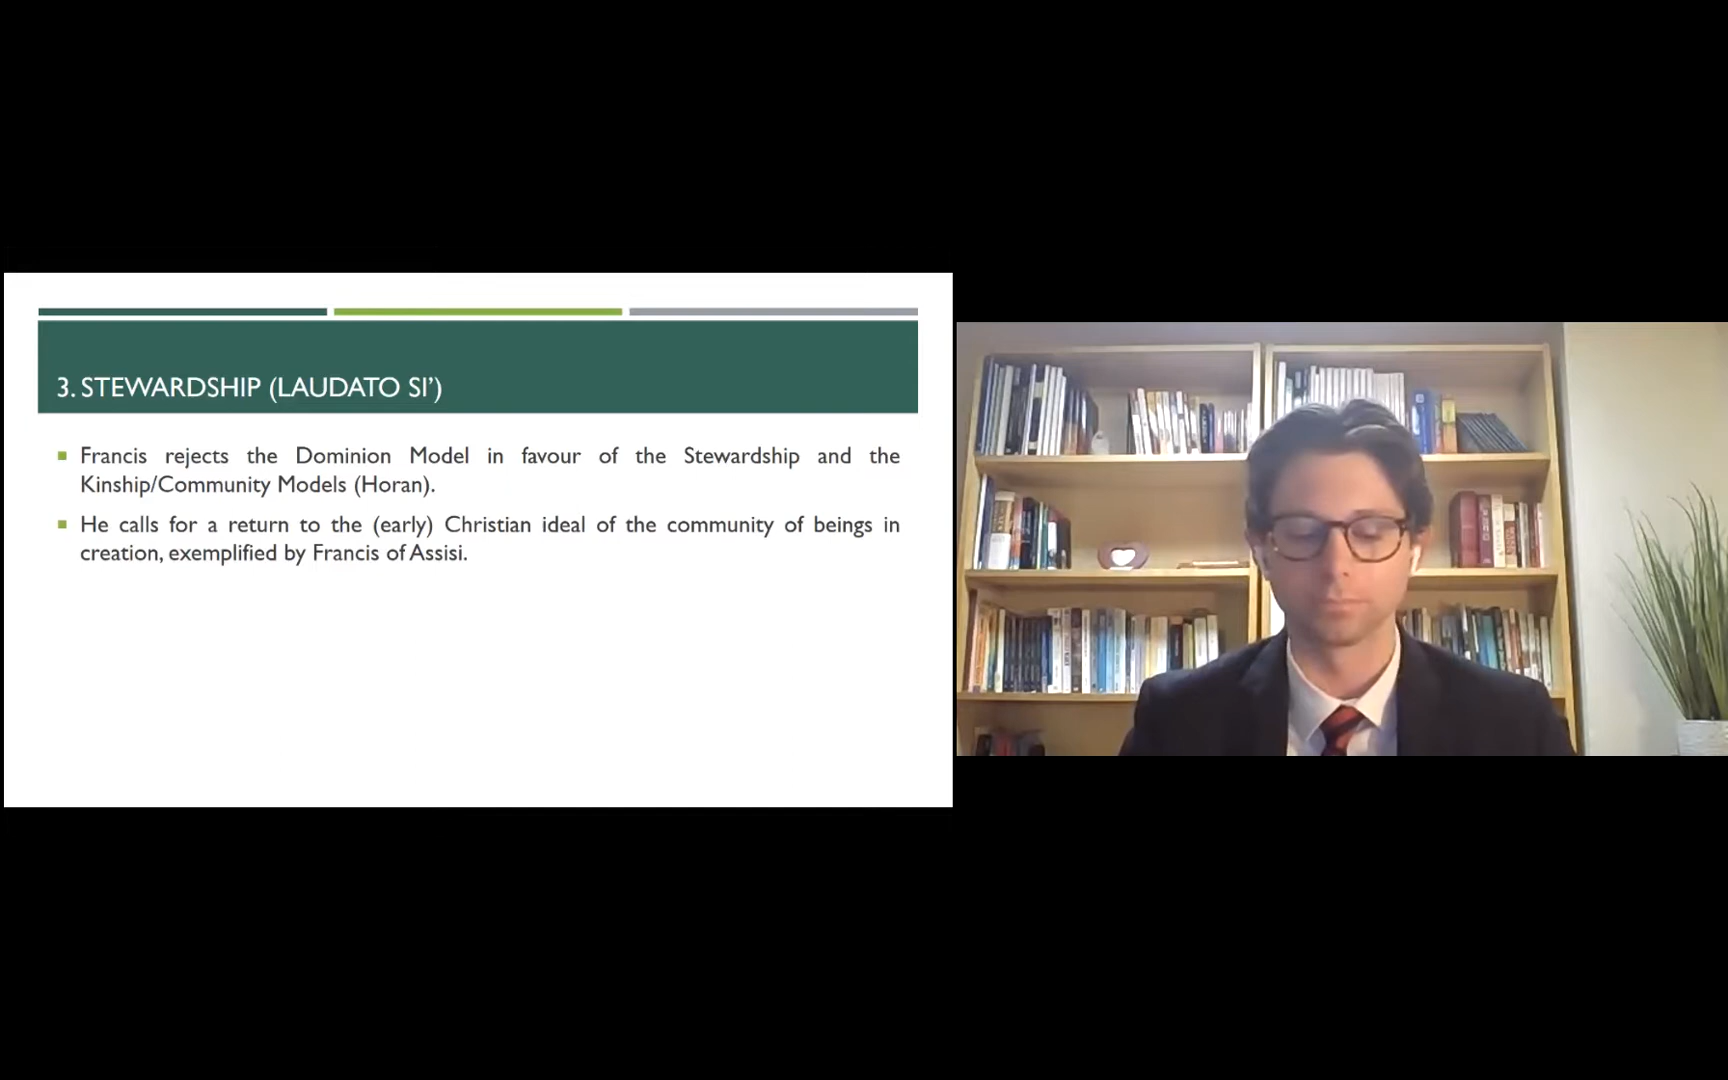 3. STEWARDSHIP (LAUDATO SI’)
Francis rejects the Dominion Model in favour of the Stewardship and the
Kinship/Community Models (Horan).
He calls for a return to the (early) Christian ideal of the community of beings in
creation, exemplified by Francis of Assisi.